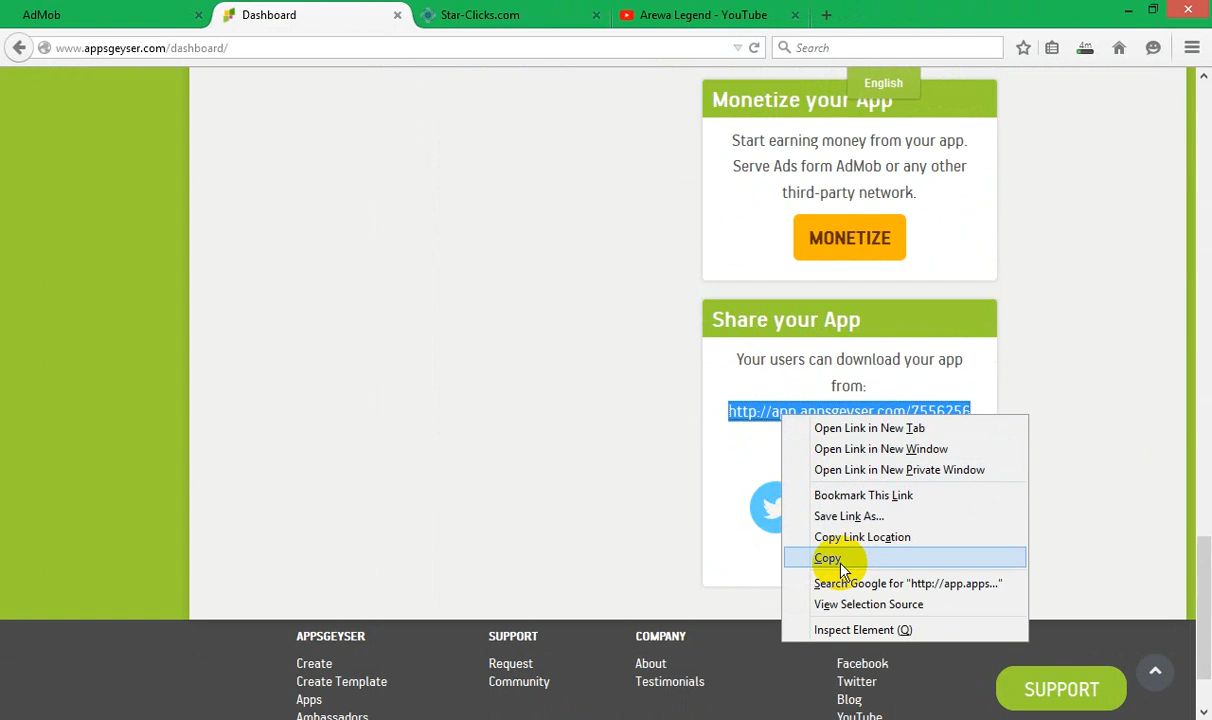 AdMob
Dashboard
Star-Clicks.com
Arewa Legend - YouTube
www.appsgeyser.com/dashboard/
Search
4m
English
Monetize your App
Start earning money from your app.
Serve Ads form AdMob or any other
third-party network.
MONETIZE
Share your App
Your users can download your app
from:
http://app.appsgeyser.com/7556256
Open Link in New Tab
Open Link in New Window
Open Link in New Private Window
Bookmark This Link
Save Link As...
Copy Link Location
Copy
Search Google for "http://app.apps..."
View Selection Source
Inspect Element (Q)
APPSGEYSER
Create
Create Template
Apps
Ambassadors
SUPPORT
Request
Community
COMPANY
About
Testimonials
Facebook
Twitter
Blog
YouTube
SUPPORT